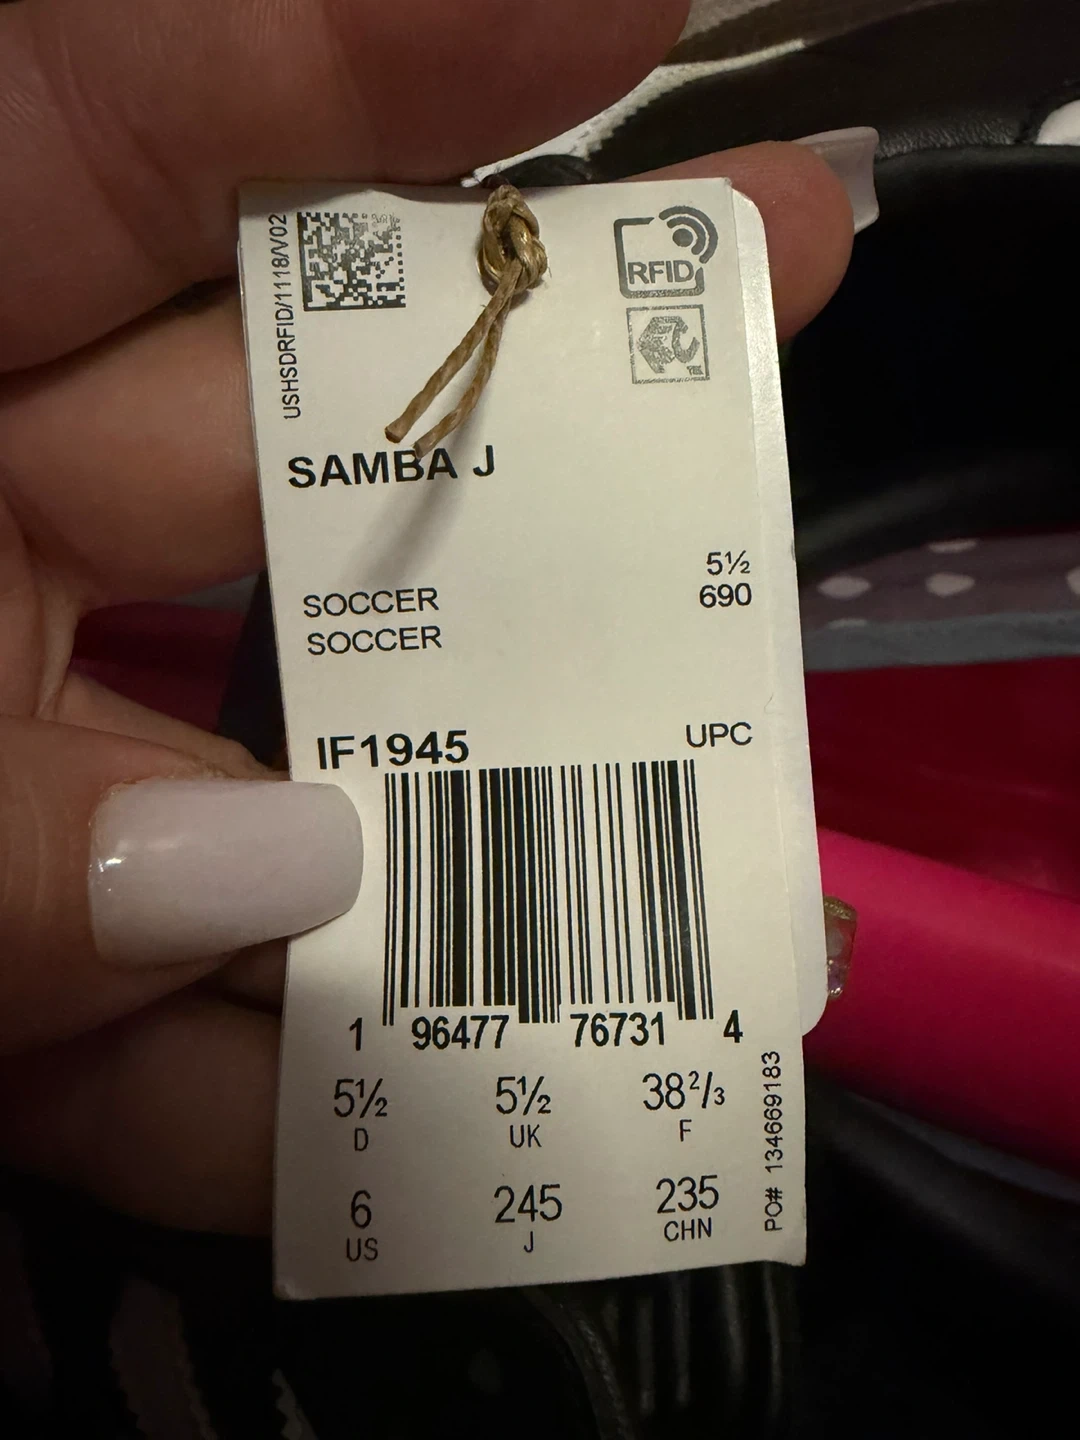 USHSDRFID/1118/V02
RFID
SAMBA J
5½
SOCCER 690
SOCCER
IF1945 UPC
1 96477 76731 4
5½ 5½ 38²/₃
D UK F
6 245 235
US J CHN
PO# 134669183